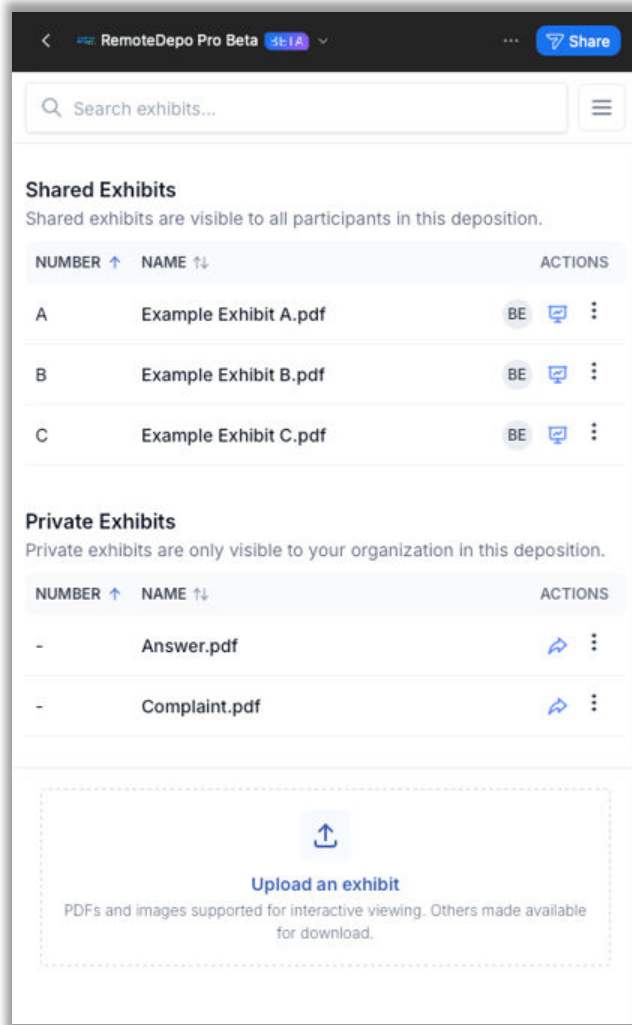 RemoteDepo Pro Beta BETA
Share
Search exhibits...
Shared Exhibits
Shared exhibits are visible to all participants in this deposition.
NUMBER ↑ NAME ↑↓ ACTIONS
A Example Exhibit A.pdf BE
B Example Exhibit B.pdf BE
C Example Exhibit C.pdf BE
Private Exhibits
Private exhibits are only visible to your organization in this deposition.
NUMBER ↑ NAME ↑↓ ACTIONS
- Answer.pdf
- Complaint.pdf
Upload an exhibit
PDFs and images supported for interactive viewing. Others made available
for download.